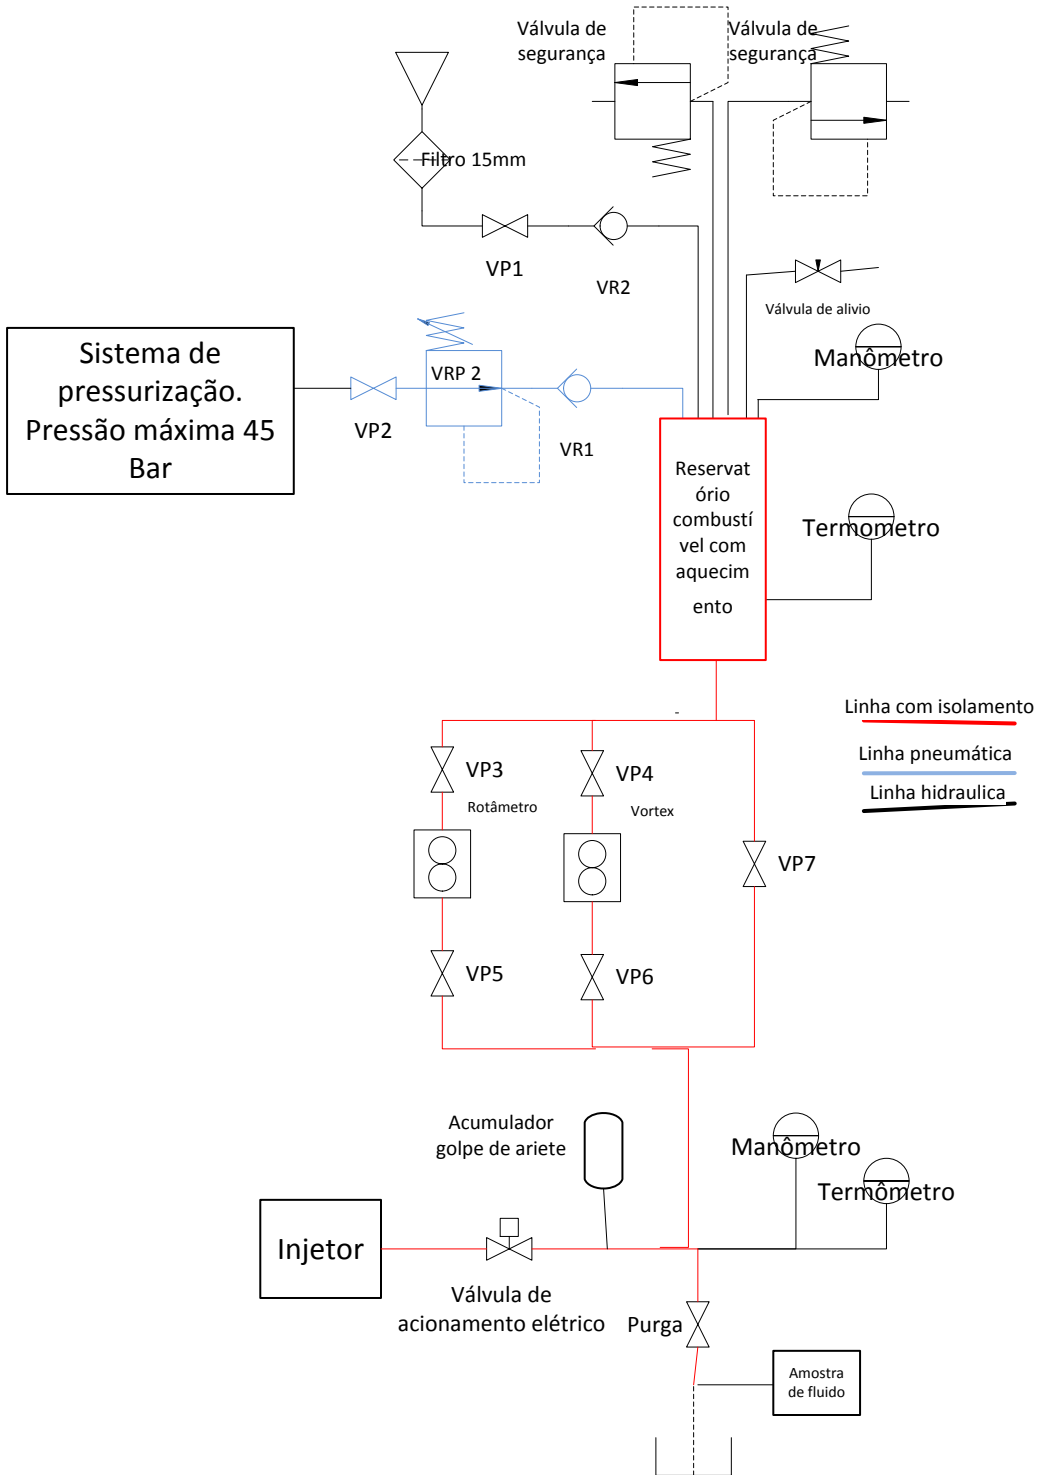 Válvula de
segurança
Válvula de
segurança
Filtro 15mm
VP1
VR2
Válvula de alivio
Manômetro
Sistema de
pressurização.
Pressão máxima 45
Bar
VP2
VRP 2
VR1
Reservat
ório
combustí
vel com
aquecim
ento
Termometro
Linha com isolamento
Linha pneumática
Linha hidraulica
VP3
VP4
Rotâmetro
Vortex
VP7
VP5
VP6
Acumulador
golpe de ariete
Manômetro
Termômetro
Injetor
Válvula de
acionamento elétrico
Purga
Amostra
de fluido